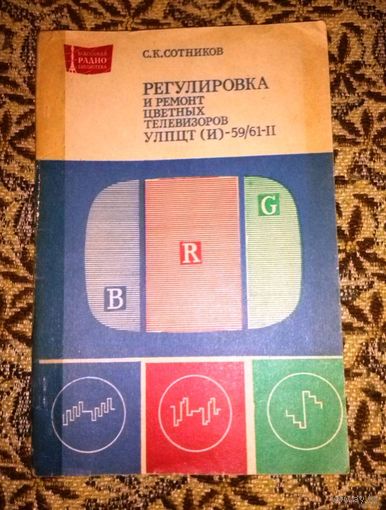 МАССОВАЯ
РАДИО
БИБЛИОТЕКА
С.К.СОТНИКОВ
РЕГУЛИРОВКА
И РЕМОНТ
ЦВЕТНЫХ
ТЕЛЕВИЗОРОВ
УЛПЦТ (И)-59/61-II
G
R
B